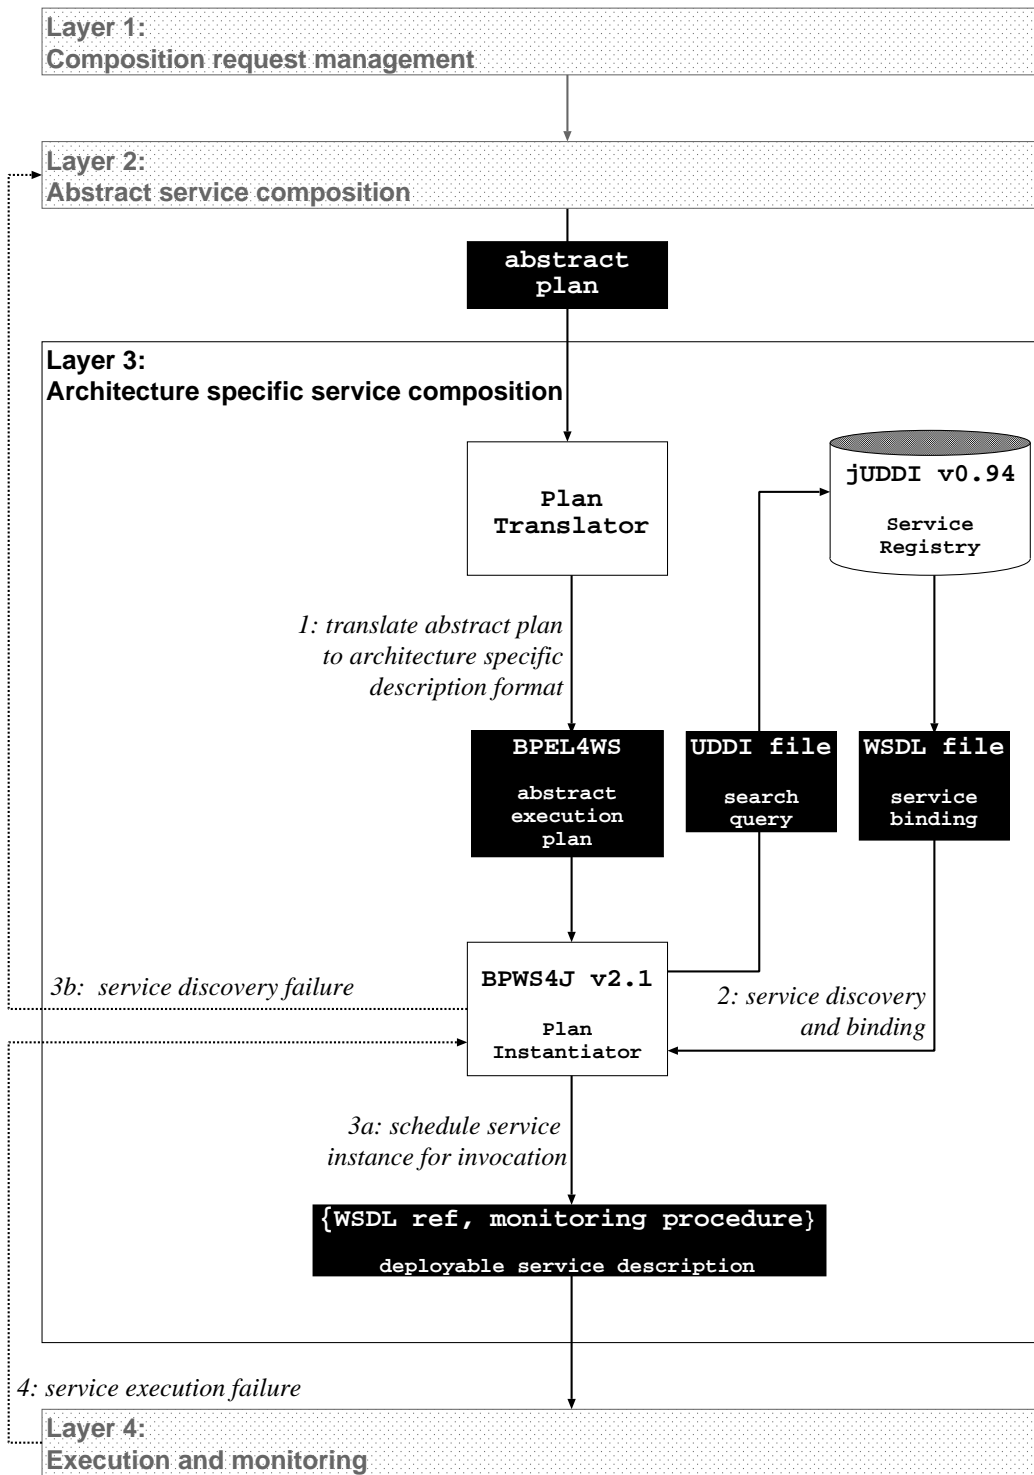 Layer 1:
Composition request management
Layer 2:
Abstract service composition
abstract
plan
Layer 3:
Architecture specific service composition
Plan
Translator
jUDDI v0.94
Service
Registry
1: translate abstract plan
to architecture specific
description format
BPEL4WS
abstract
execution
plan
UDDI file
search
query
WSDL file
service
binding
3b: service discovery failure
BPWS4J v2.1
Plan
Instantiator
2: service discovery
and binding
3a: schedule service
instance for invocation
{WSDL ref, monitoring procedure}
deployable service description
4: service execution failure
Layer 4:
Execution and monitoring